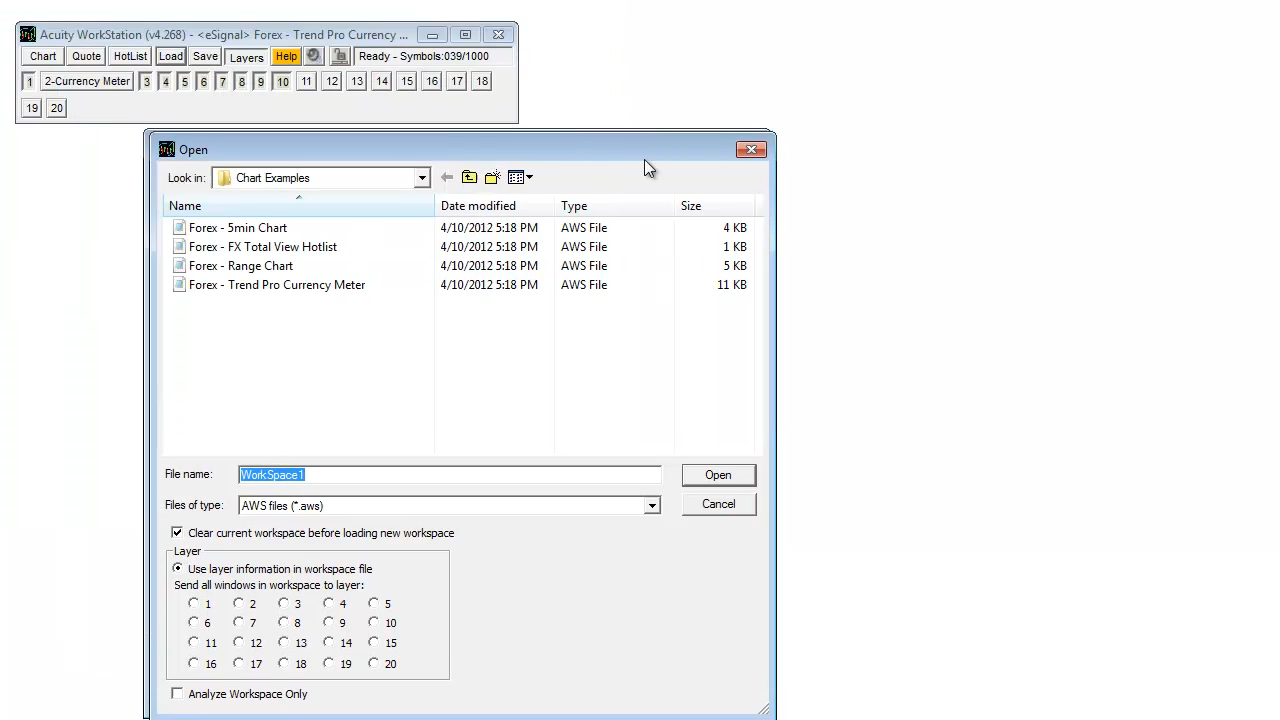 Acuity WorkStation (v4.268) - <eSignal> Forex - Trend Pro Currency ...
Chart Quote HotList Load Save Layers Help Ready - Symbols:039/1000
1 2-Currency Meter 3 4 5 6 7 8 9 10 11 12 13 14 15 16 17 18
19 20
Open
Look in: Chart Examples
Name Date modified Type Size
Forex - 5min Chart 4/10/2012 5:18 PM AWS File 4 KB
Forex - FX Total View Hotlist 4/10/2012 5:18 PM AWS File 1 KB
Forex - Range Chart 4/10/2012 5:18 PM AWS File 5 KB
Forex - Trend Pro Currency Meter 4/10/2012 5:18 PM AWS File 11 KB
File name: WorkSpace1 Open
Files of type: AWS files (*.aws) Cancel
Clear current workspace before loading new workspace
Layer
Use layer information in workspace file
Send all windows in workspace to layer:
1 2 3 4 5
6 7 8 9 10
11 12 13 14 15
16 17 18 19 20
Analyze Workspace Only